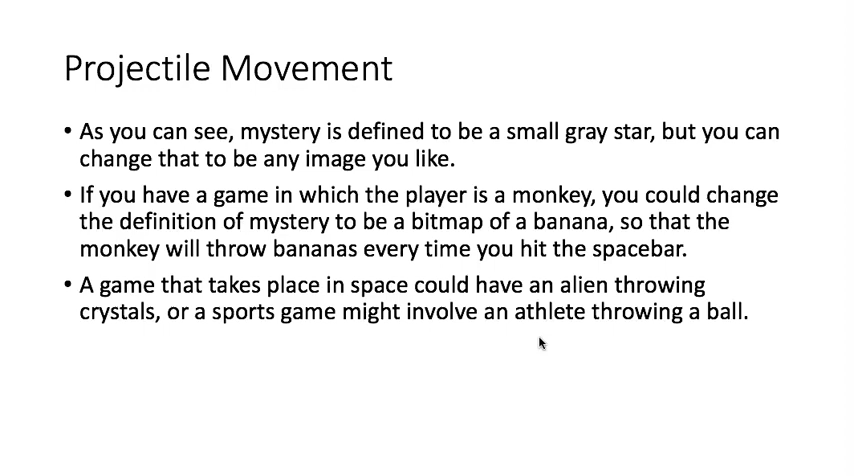 Projectile Movement
• As you can see, mystery is defined to be a small gray star, but you can
change that to be any image you like.
• If you have a game in which the player is a monkey, you could change
the definition of mystery to be a bitmap of a banana, so that the
monkey will throw bananas every time you hit the spacebar.
• A game that takes place in space could have an alien throwing
crystals, or a sports game might involve an athlete throwing a ball.